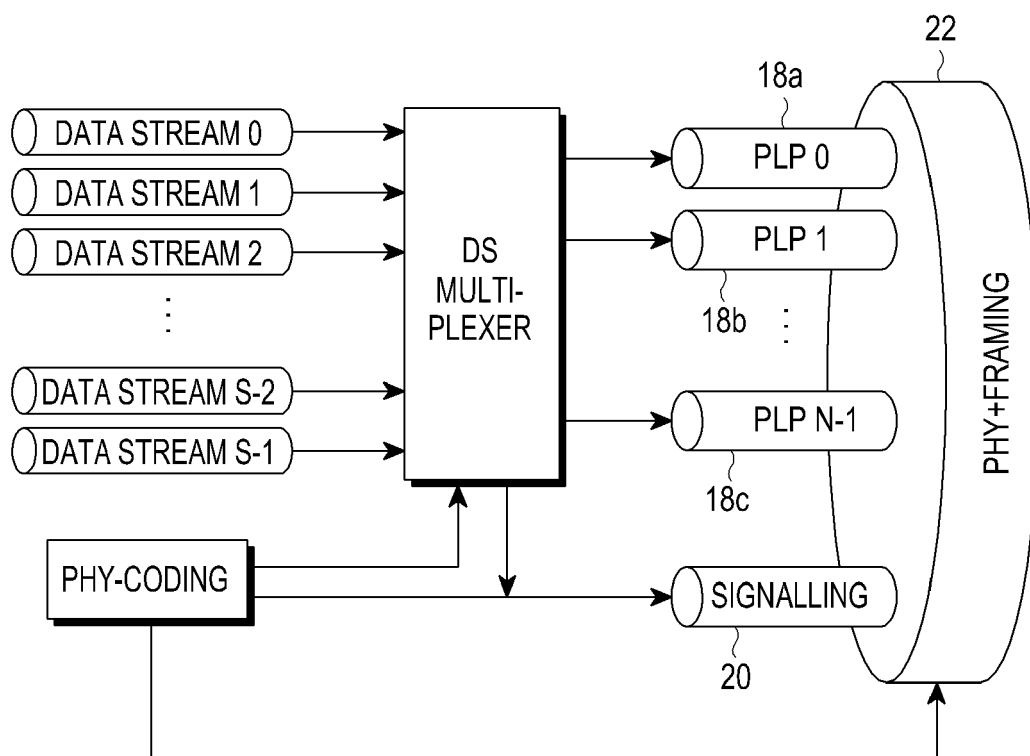 22
18a
DATA STREAM 0
PLP 0
DATA STREAM 1
DATA STREAM 2
PLP 1
DS
MULTI-
PLEXER
18b
DATA STREAM S-2
PLP N-1
DATA STREAM S-1
18c
PHY+FRAMING
PHY-CODING
SIGNALLING
20